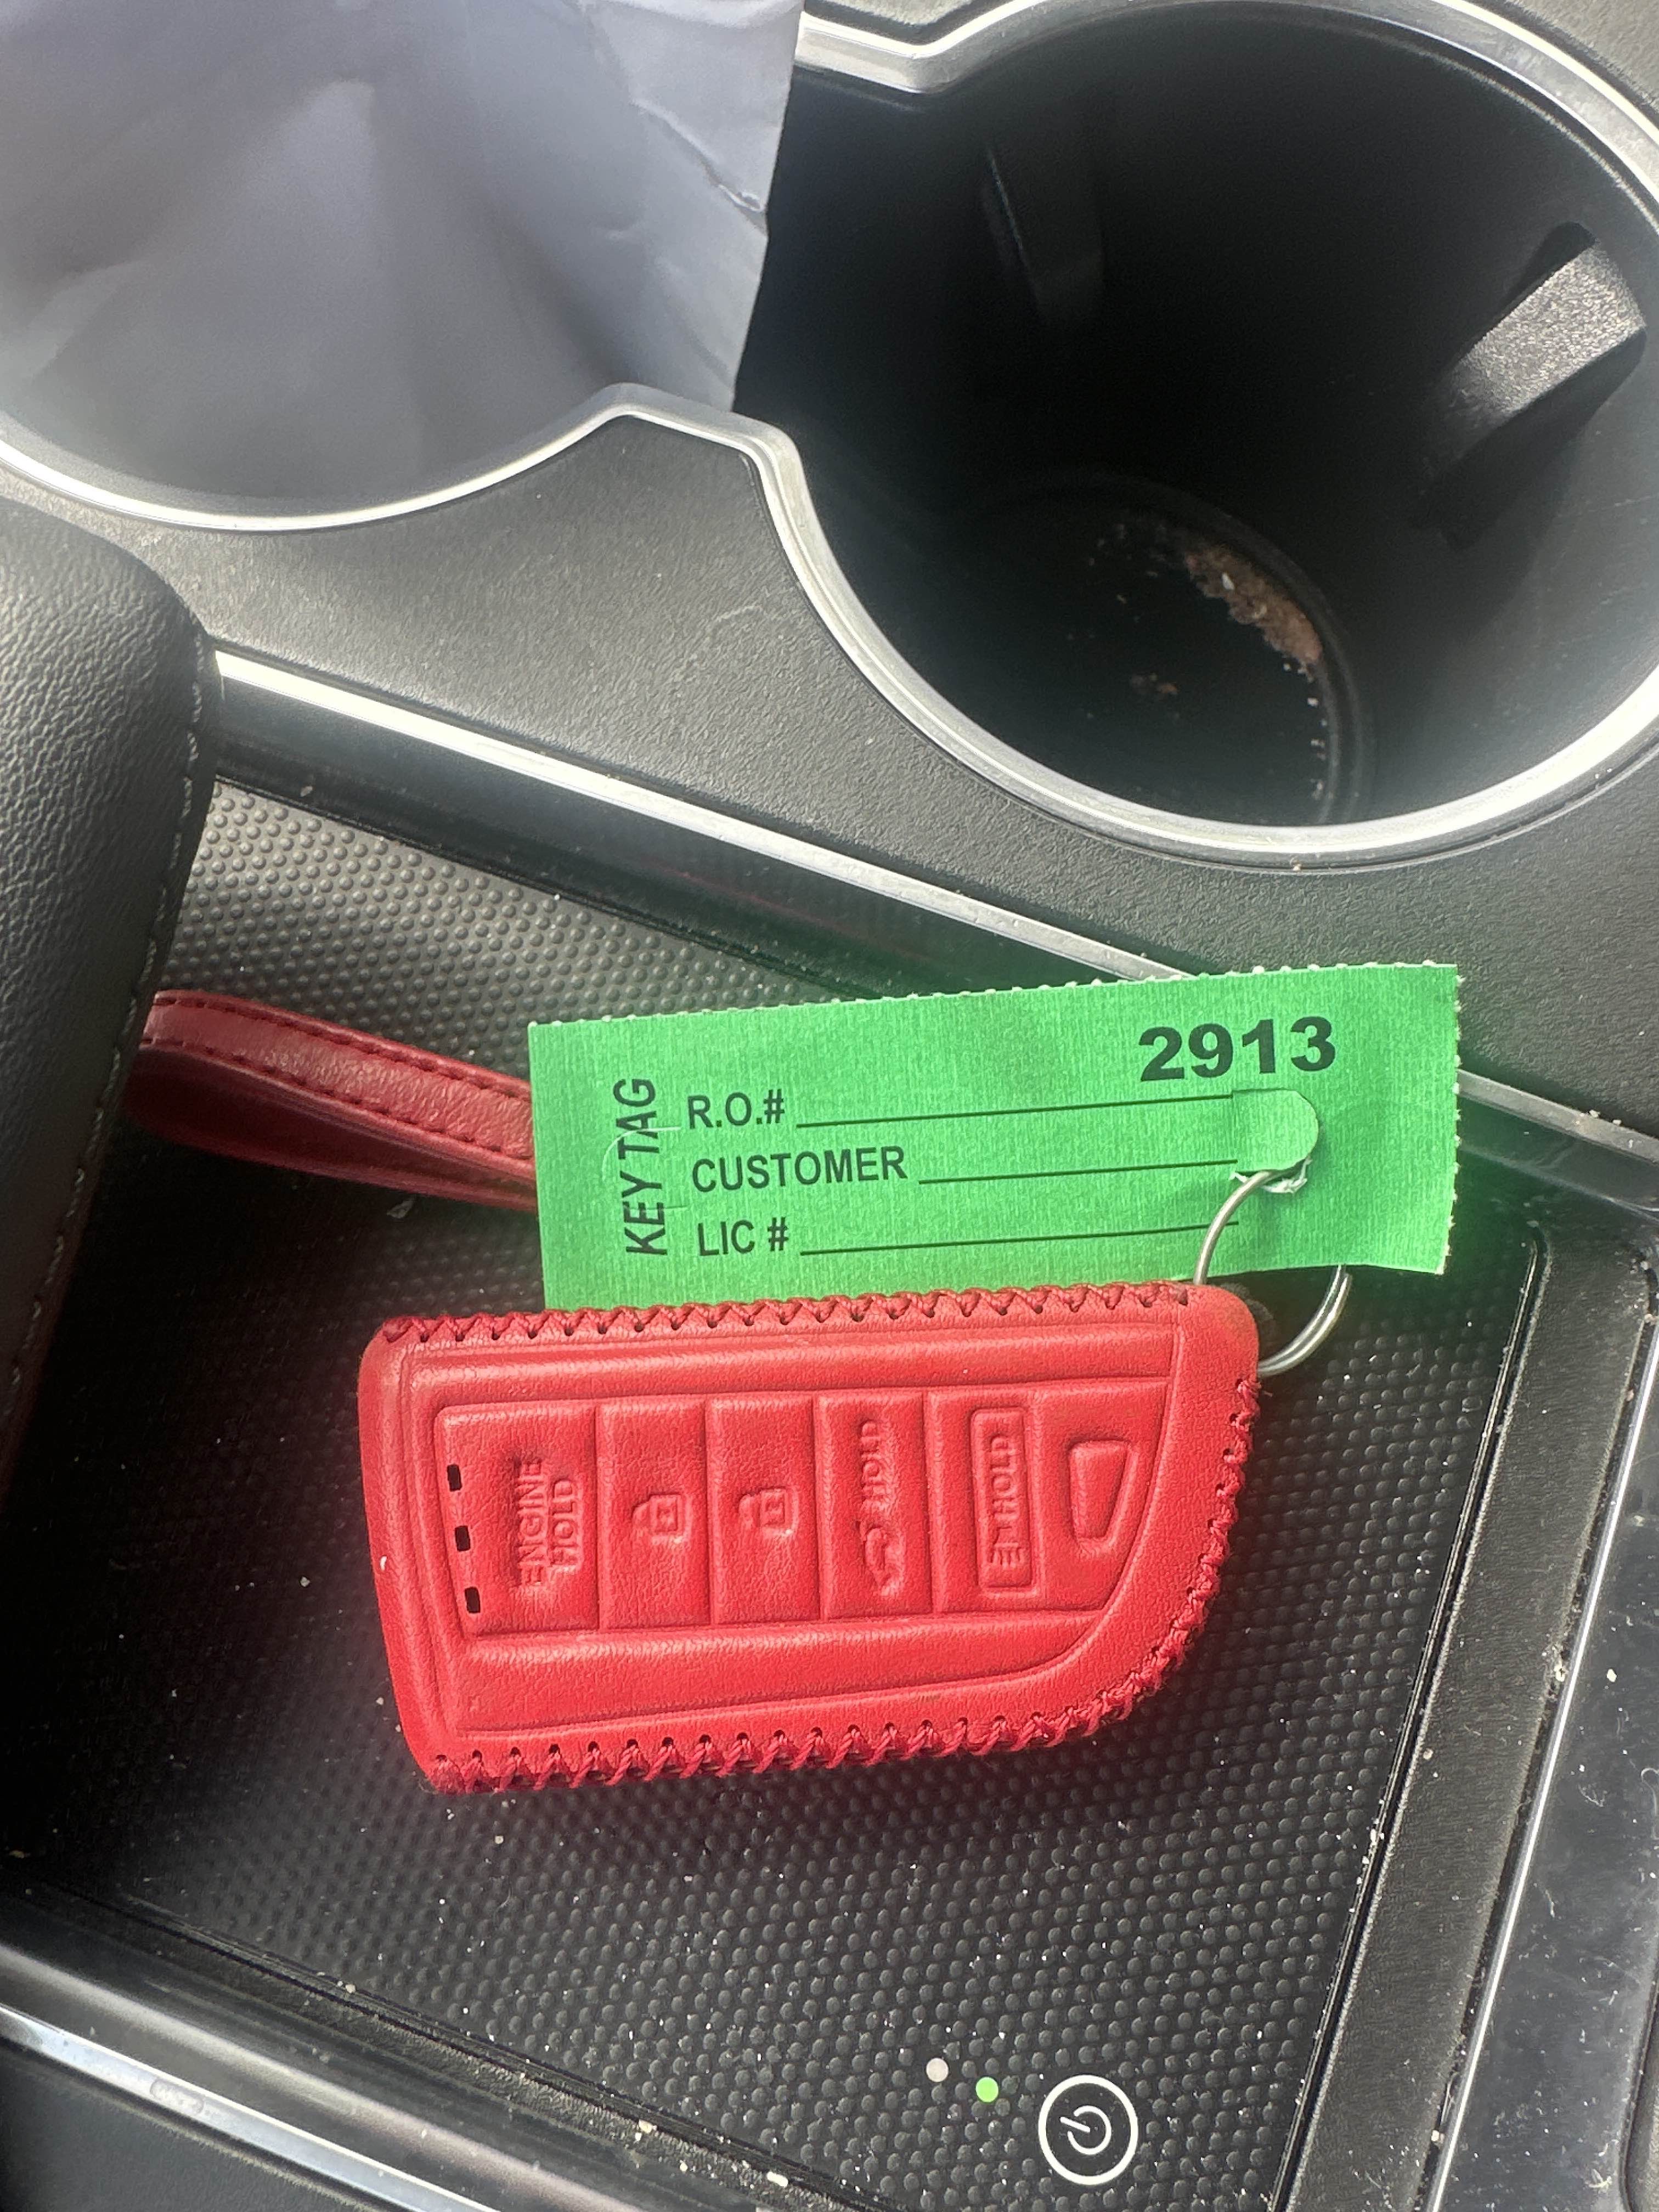 2913
KEY TAG
R.O.#
CUSTOMER
LIC #
ENGINE
HOLD
HOLD
HOLD